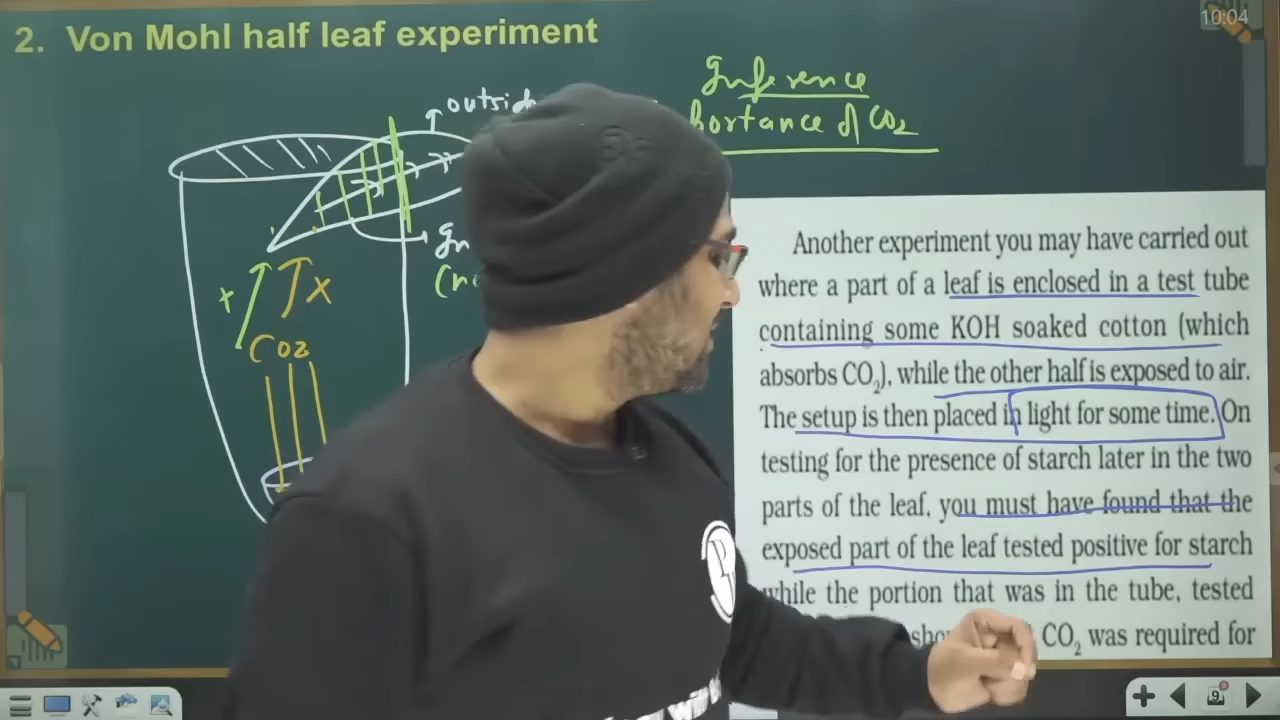 10:04
2. Von Mohl half leaf experiment
Inference
portance of CO2
outsid
+
x
CO2
Another experiment you may have carried out
where a part of a leaf is enclosed in a test tube
containing some KOH soaked cotton (which
absorbs CO₂), while the other half is exposed to air.
The setup is then placed in light for some time. On
testing for the presence of starch later in the two
parts of the leaf, you must have found that the
exposed part of the leaf tested positive for starch
while the portion that was in the tube, tested
CO₂ was required for
9